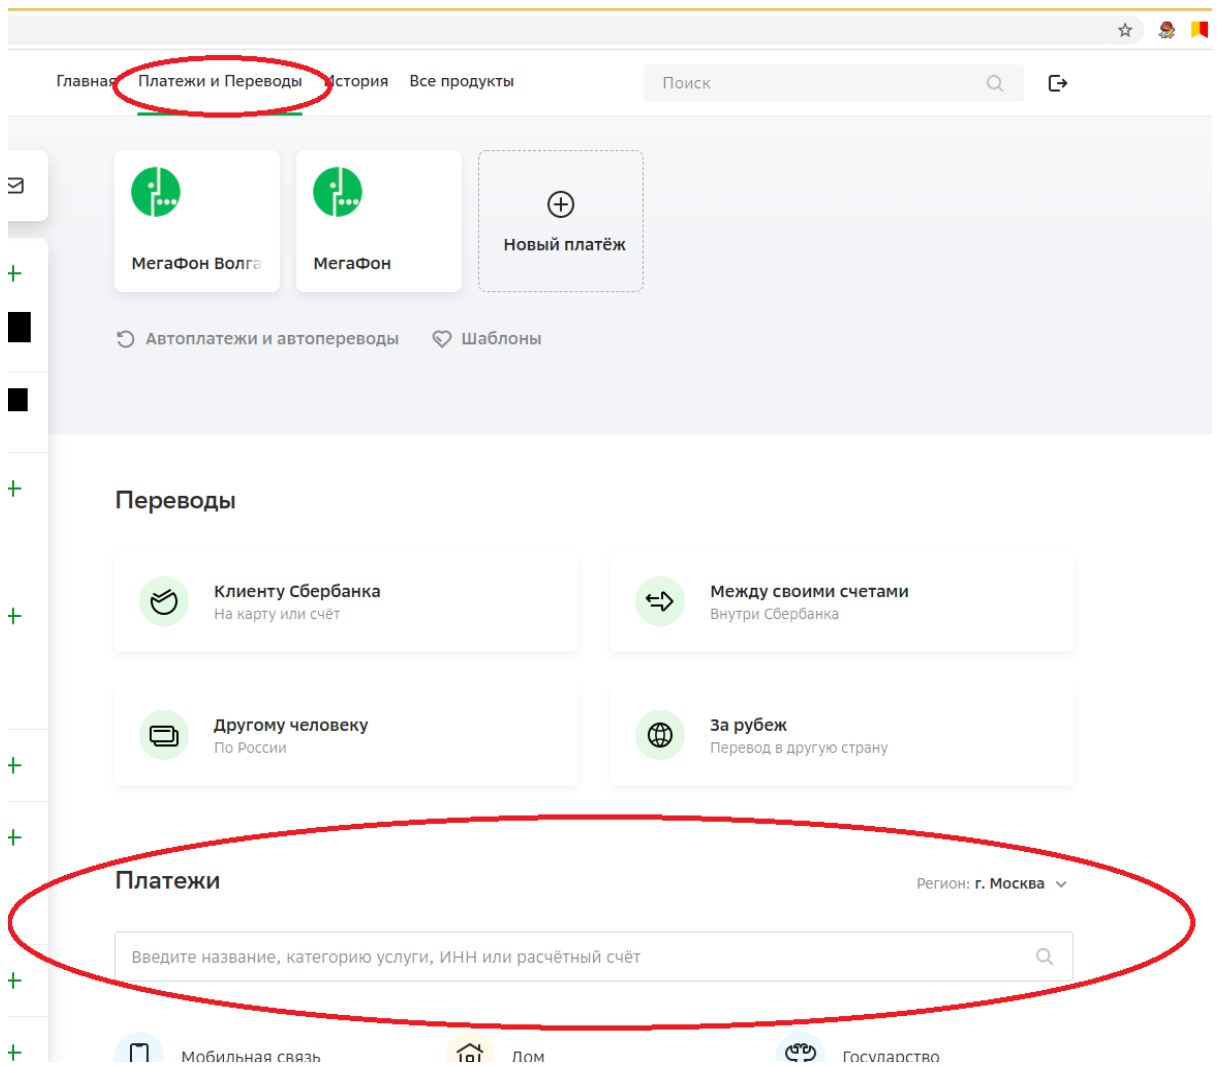 Главная Платежи и Переводы История Все продукты Поиск
МегаФон Волга МегаФон Новый платёж
Автоплатежи и автопереводы Шаблоны
Переводы
Клиенту Сбербанка Между своими счетами
На карту или счёт Внутри Сбербанка
Другому человеку За рубеж
По России Перевод в другую страну
Платежи Регион: г. Москва
Введите название, категорию услуги, ИНН или расчётный счёт
Мобильная связь Дом Государство